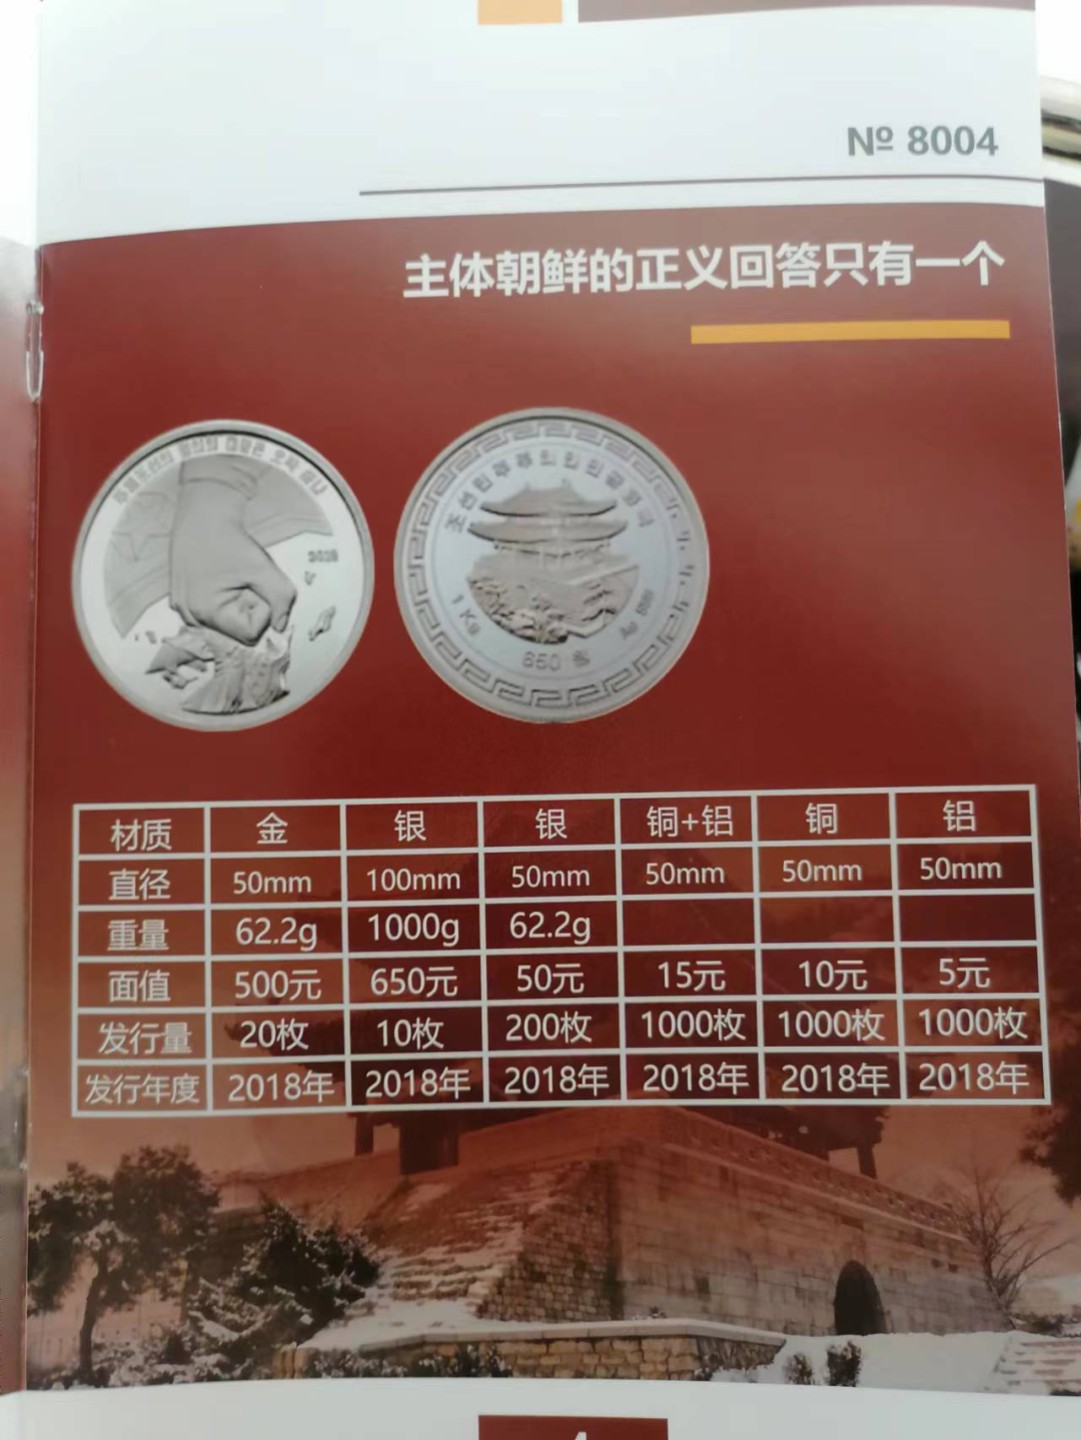 № 8004
主体朝鲜的正义回答只有一个
2018
조선민주주의인민공화국
1 Kg
650 원
材质 金 银 银 铜+铝 铜 铝
直径 50mm 100mm 50mm 50mm 50mm 50mm
重量 62.2g 1000g 62.2g
面值 500元 650元 50元 15元 10元 5元
发行量 20枚 10枚 200枚 1000枚 1000枚 1000枚
发行年度 2018年 2018年 2018年 2018年 2018年 2018年